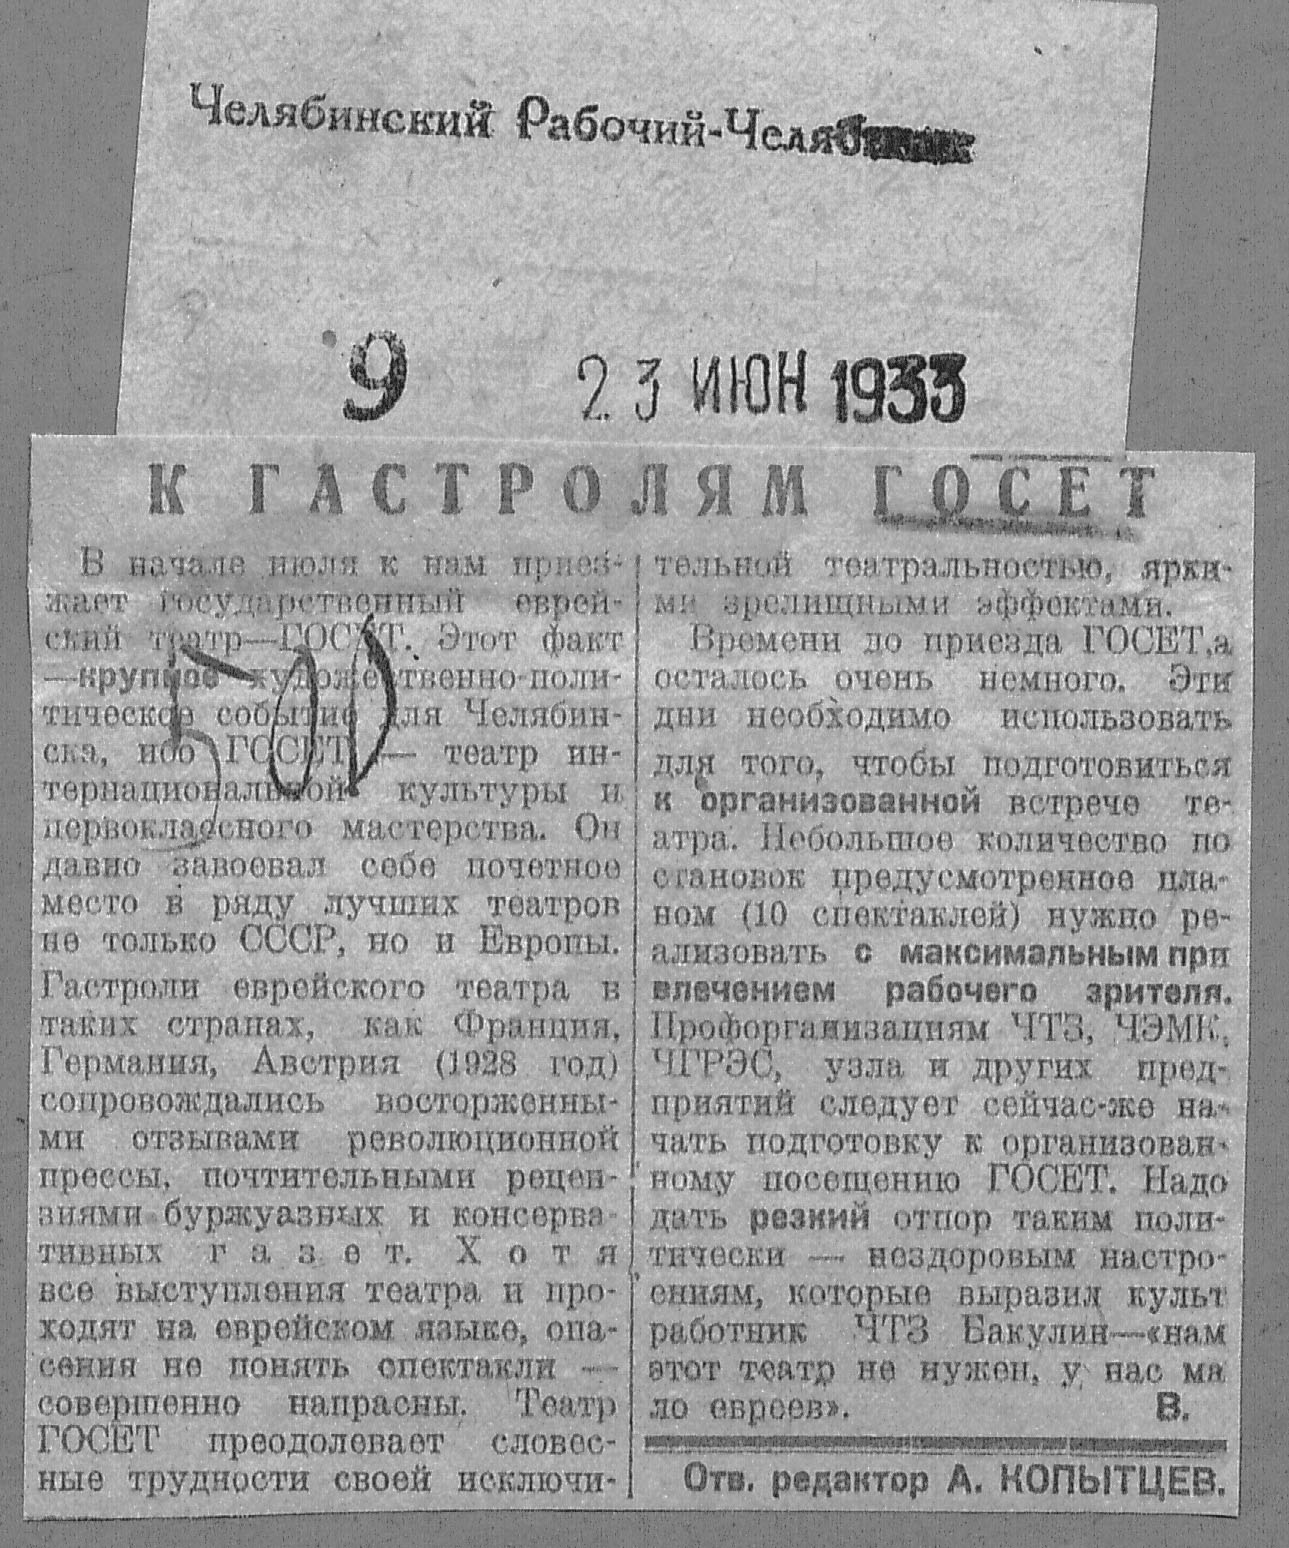 Челябинский Рабочий-Челя
9 23 ИЮН 1933
К ГАСТРОЛЯМ ГОСЕТ
В начале июля к нам приез-
жает государственный еврей-
ский театр—ГОСЕТ. Этот факт
—крупное художественно-поли-
тическое событие для Челябин-
ска, ибо ГОСЕТ — театр ин-
тернациональной культуры и
первоклассного мастерства. Он
давно завоевал себе почетное
место в ряду лучших театров
не только СССР, но и Европы.
Гастроли еврейского театра в
таких странах, как Франция,
Германия, Австрия (1928 год)
сопровождались восторженны-
ми отзывами революционной
прессы, почтительными рецен-
зиями буржуазных и консерва-
тивных газет. Хотя
все выступления театра и про-
ходят на еврейском языке, опа-
сения не понять спектакли —
совершенно напрасны. Театр
ГОСЕТ преодолевает словес-
ные трудности своей исключи-
тельной театральностью, ярки-
ми зрелищными эффектами.
Времени до приезда ГОСЕТ,а
осталось очень немного. Эти
дни необходимо использовать
для того, чтобы подготовиться
к организованной встрече те-
атра. Небольшое количество по
становок предусмотренное пла-
ном (10 спектаклей) нужно ре-
ализовать с максимальным при
влечением рабочего зрителя.
Профорганизациям ЧТЗ, ЧЭМК,
ЧГРЭС, узла и других пред-
приятий следует сейчас-же на-
чать подготовку к организован-
ному посещению ГОСЕТ. Надо
дать резкий отпор таким поли-
тически — нездоровым настро-
ениям, которые выразил культ
работник ЧТЗ Бакулин—«нам
этот театр не нужен, у нас ма
ло евреев».
В.
Отв. редактор А. КОПЫТЦЕВ.